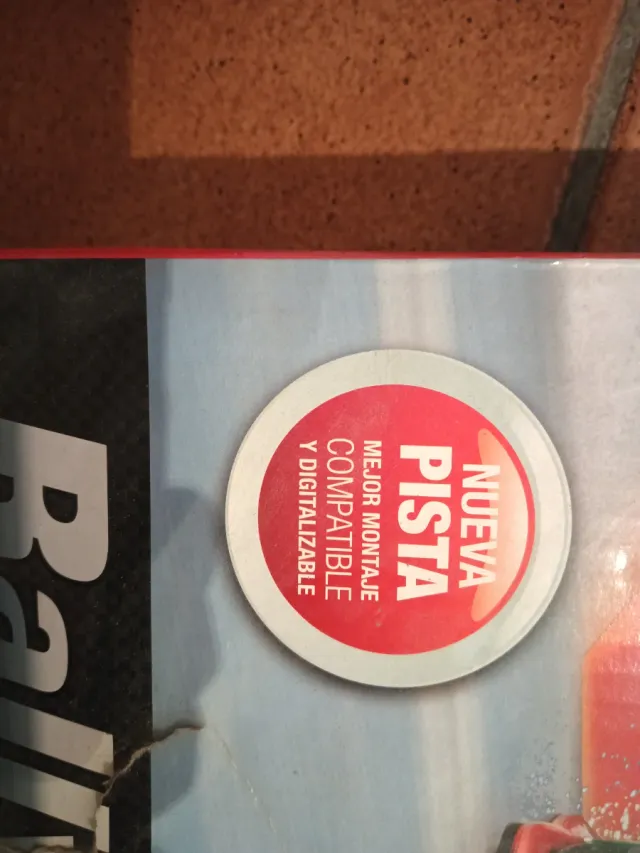 NUEVA
PISTA
MEJOR MONTAJE
COMPATIBLE
Y DIGITALIZABLE